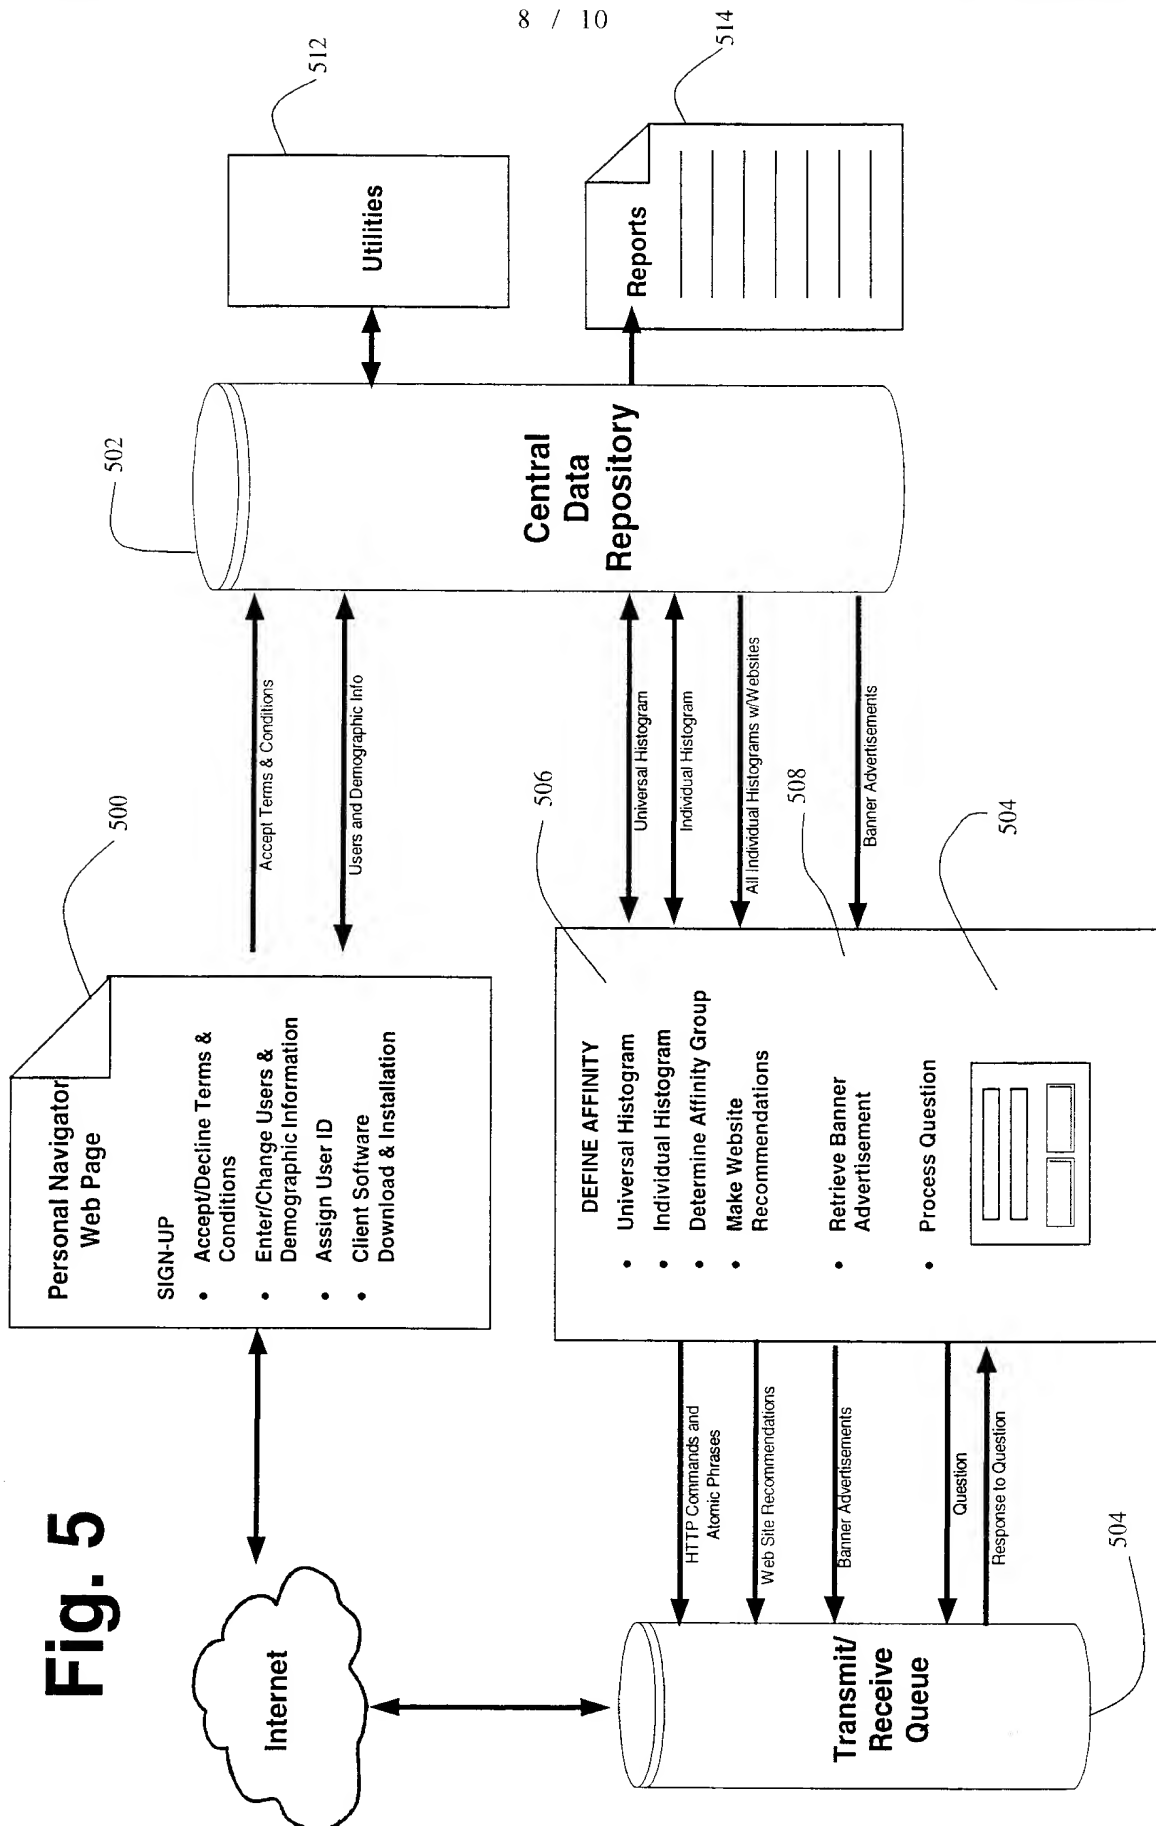 8 / 10
Fig. 5
Internet
Personal Navigator
Web Page
SIGN-UP
• Accept/Decline Terms &
Conditions
• Enter/Change Users &
Demographic Information
• Assign User ID
• Client Software
Download & Installation
500
Accept Terms & Conditions
Users and Demographic Info
502
Central
Data
Repository
Utilities
512
Reports
514
Transmit/
Receive
Queue
504
HTTP Commands and
Atomic Phrases
Web Site Recommendations
Banner Advertisements
Question
Response to Question
DEFINE AFFINITY
• Universal Histogram
• Individual Histogram
• Determine Affinity Group
• Make Website
Recommendations
• Retrieve Banner
Advertisement
• Process Question
506
508
504
Universal Histogram
Individual Histogram
All Individual Histograms w/Websites
Banner Advertisements